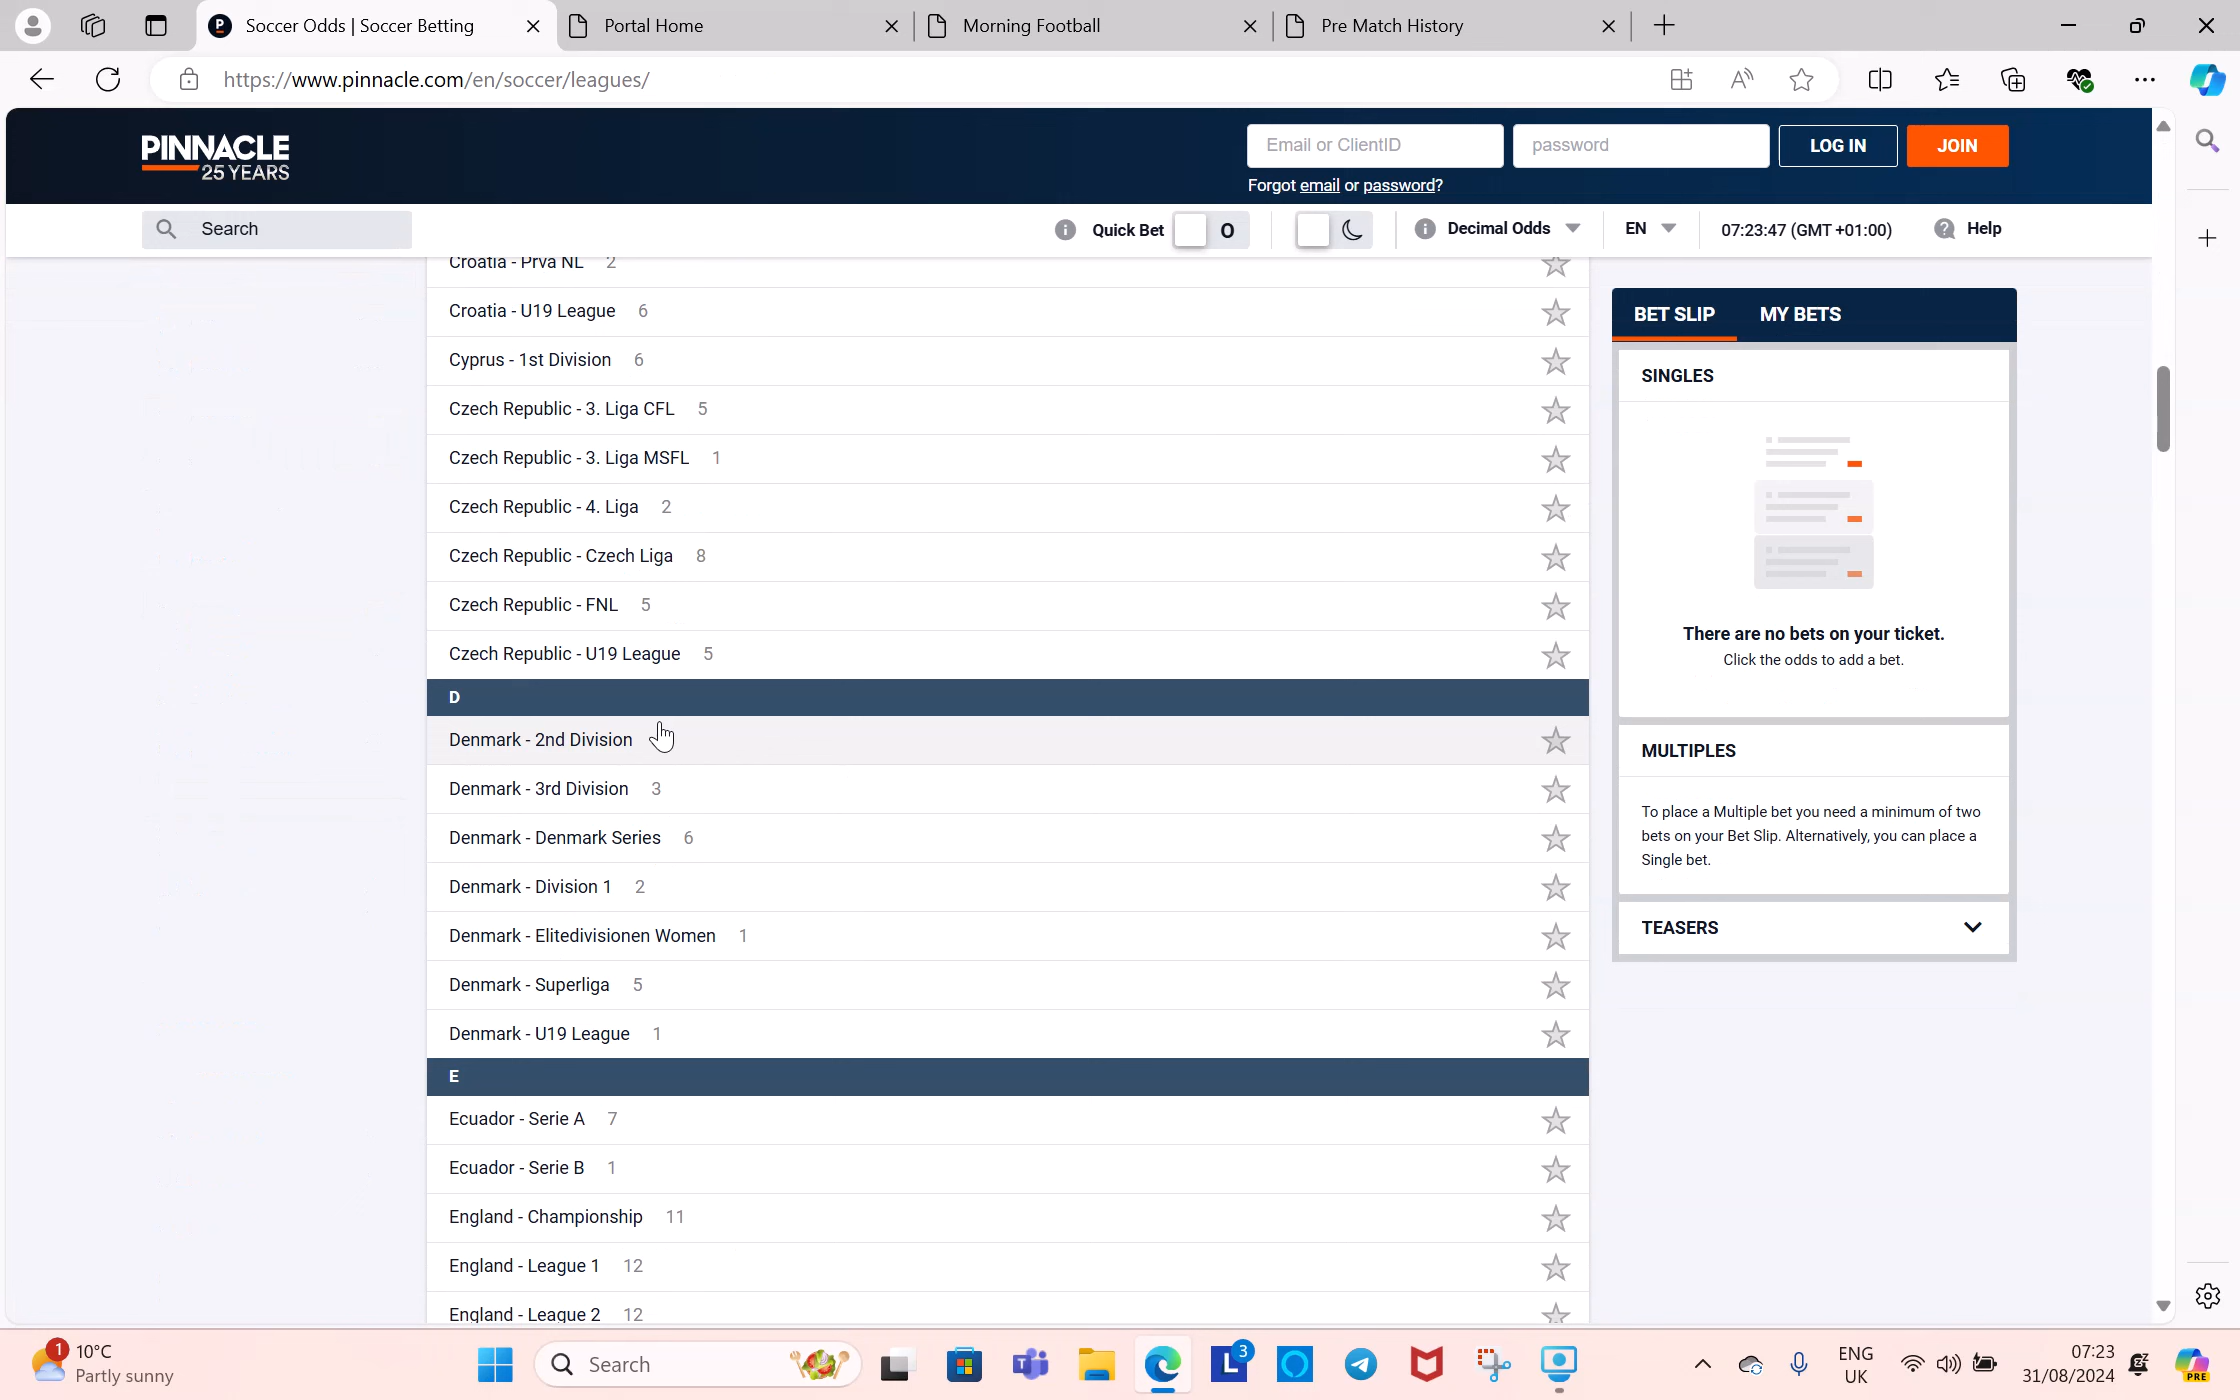 Soccer Odds | Soccer Betting
Portal Home
Morning Football
Pre Match History
https://www.pinnacle.com/en/soccer/leagues/
PINNACLE
25 YEARS
Email or ClientID
password
LOG IN
JOIN
Forgot email or password?
Search
Quick Bet
O
Decimal Odds
EN
07:23:47 (GMT +01:00)
Help
Croatia - Prva NL 2
Croatia - U19 League 6
Cyprus - 1st Division 6
Czech Republic - 3. Liga CFL 5
Czech Republic - 3. Liga MSFL 1
Czech Republic - 4. Liga 2
Czech Republic - Czech Liga 8
Czech Republic - FNL 5
Czech Republic - U19 League 5
D
Denmark - 2nd Division
Denmark - 3rd Division 3
Denmark - Denmark Series 6
Denmark - Division 1 2
Denmark - Elitedivisionen Women 1
Denmark - Superliga 5
Denmark - U19 League 1
E
Ecuador - Serie A 7
Ecuador - Serie B 1
England - Championship 11
England - League 1 12
England - League 2 12
BET SLIP
MY BETS
SINGLES
There are no bets on your ticket.
Click the odds to add a bet.
MULTIPLES
To place a Multiple bet you need a minimum of two
bets on your Bet Slip. Alternatively, you can place a
Single bet.
TEASERS
1
10°C
Partly sunny
Search
L
3
ENG
UK
07:23
31/08/2024
PRE